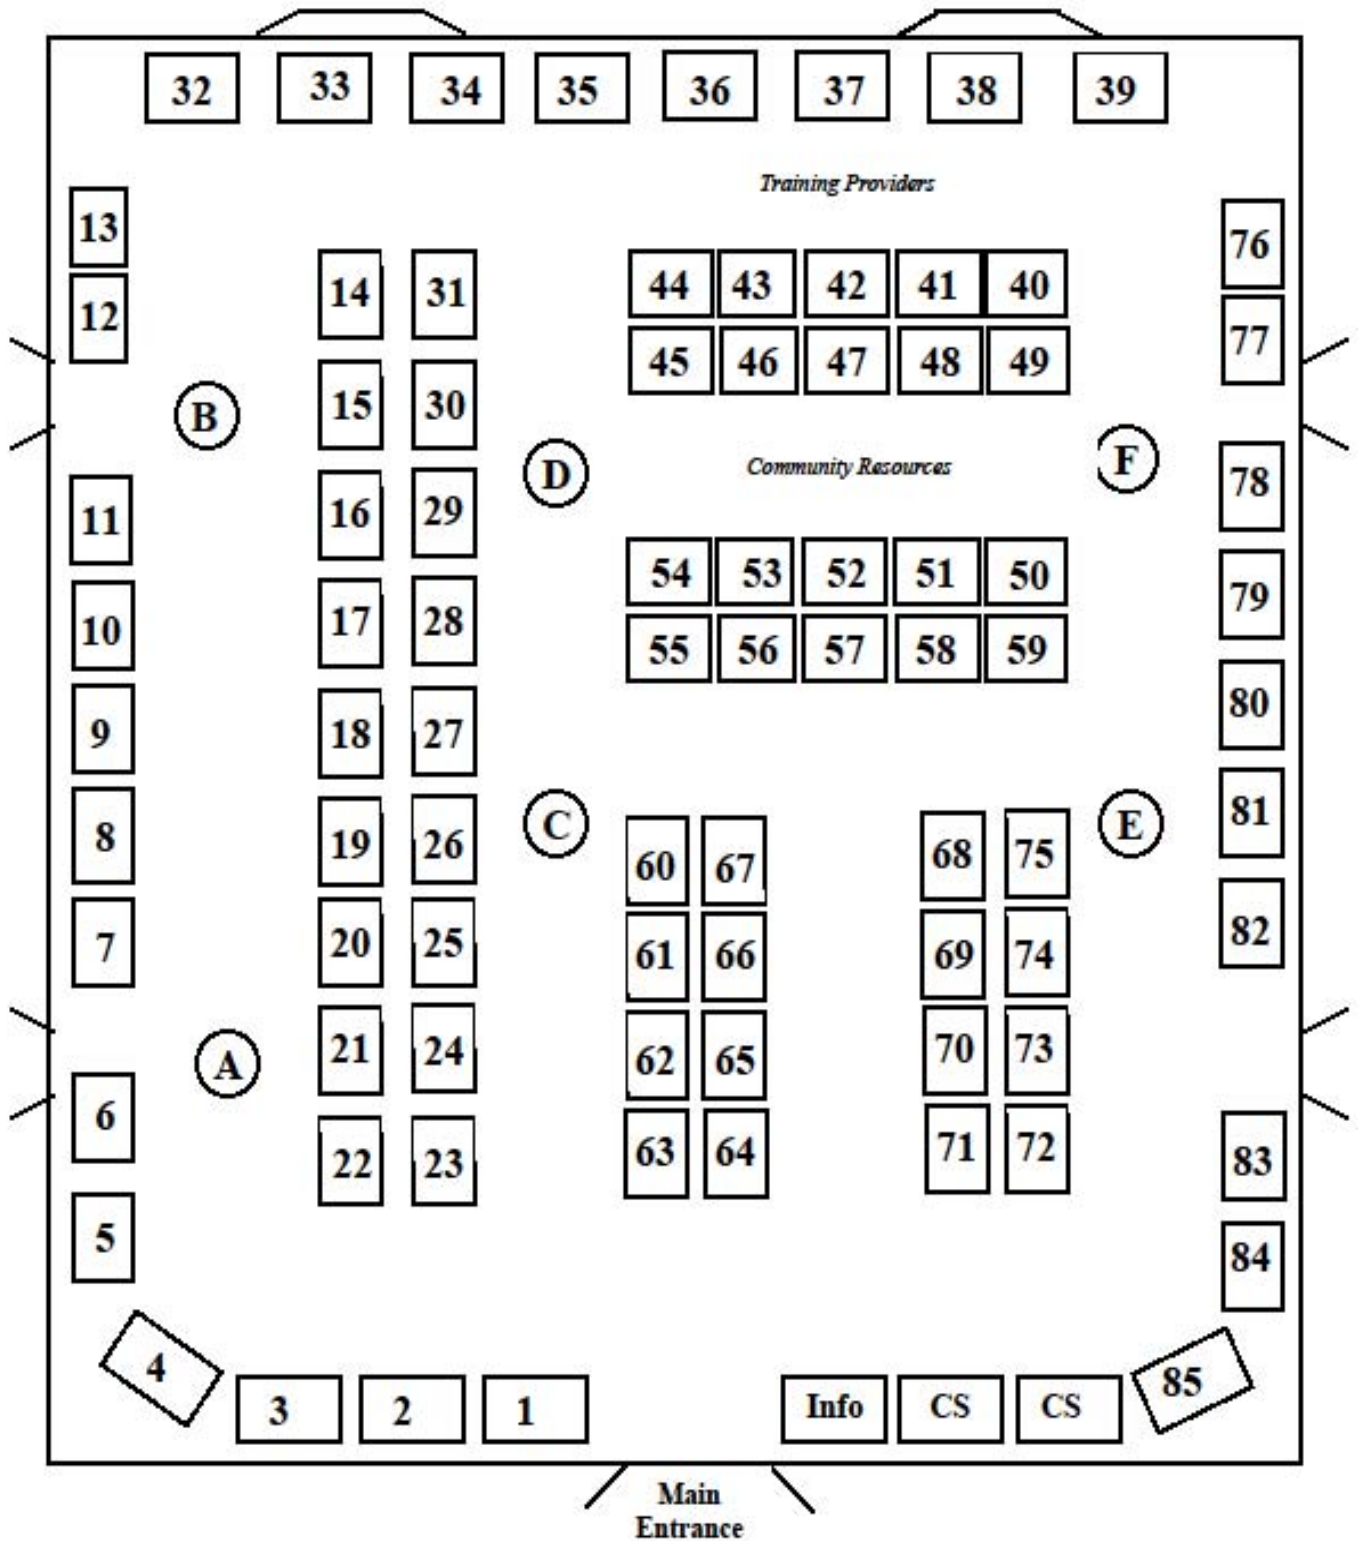 32 33 34 35 36 37 38 39
Training Providers
13 76
14 31 44 43 42 41 40
12 77
45 46 47 48 49
B 15 30
D Community Resources F
11 16 29 78
54 53 52 51 50
10 17 28 79
55 56 57 58 59
9 18 27 80
C E 81
8 19 26 60 67 68 75
7 20 25 61 66 69 74 82
A 21 24 62 65 70 73
6
22 23 63 64 71 72 83
5 84
4 85
3 2 1 Info CS CS
Main
Entrance